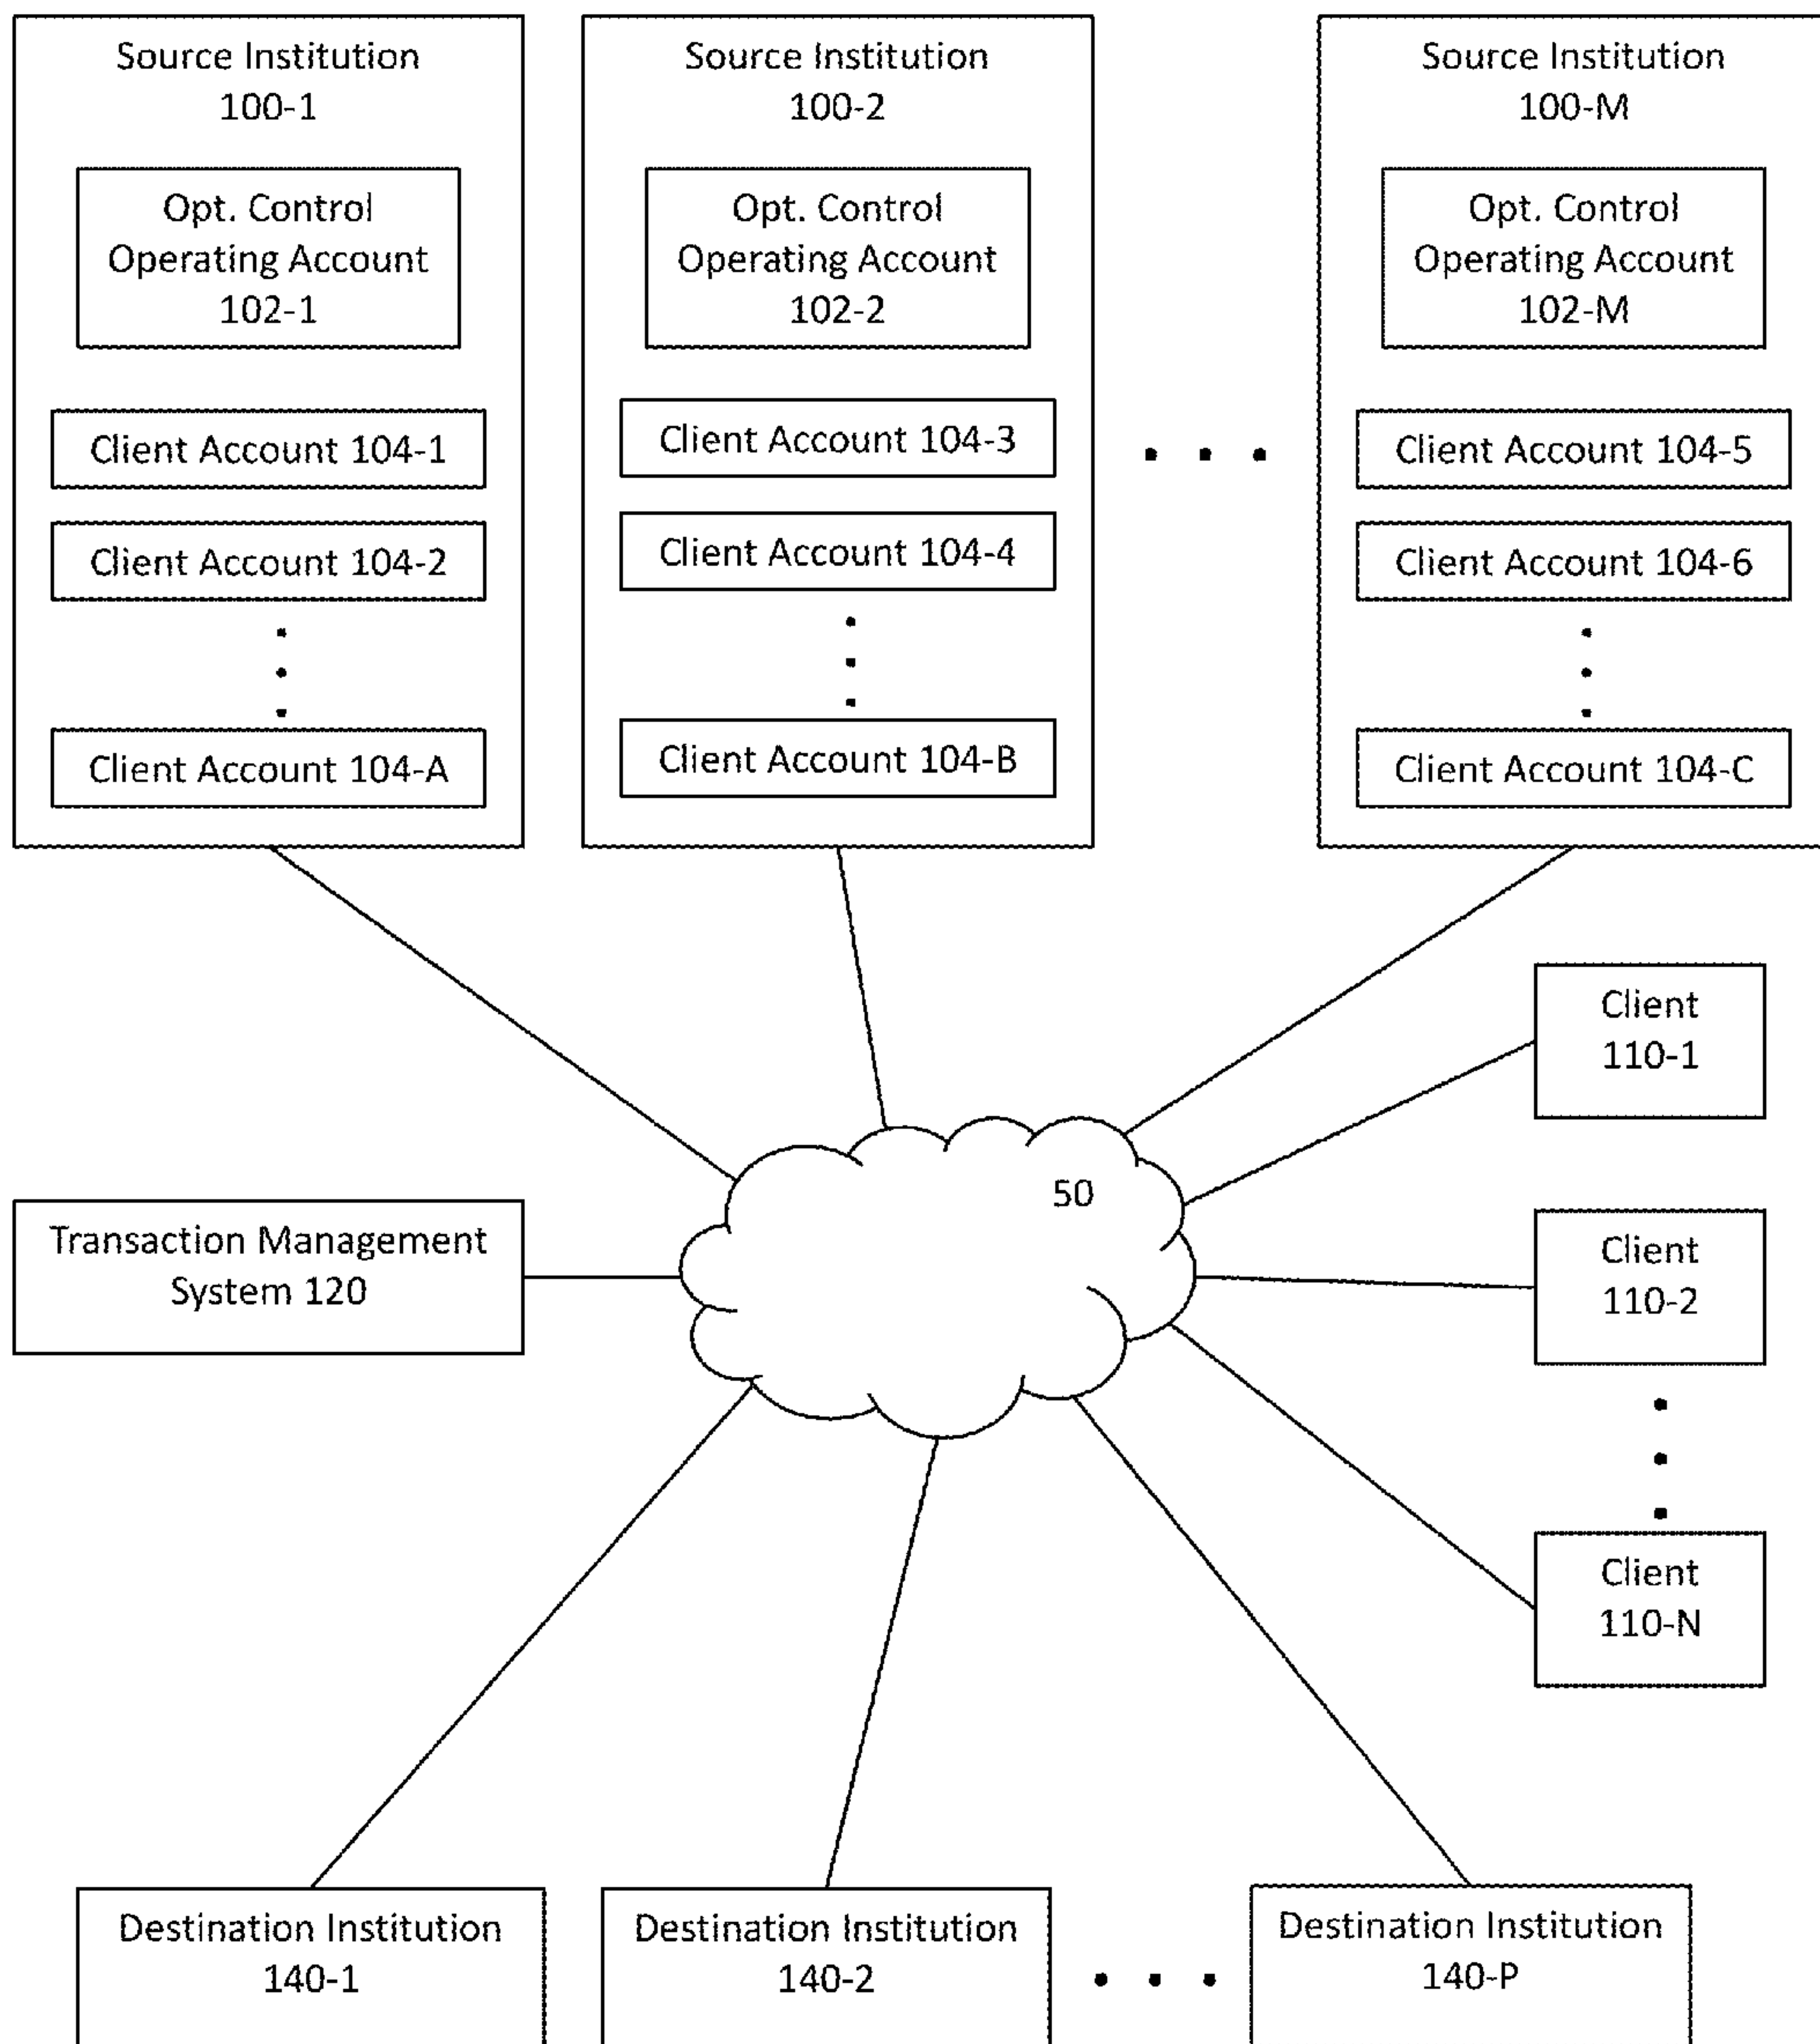 Source Institution
100-1
Opt. Control
Operating Account
102-1
Client Account 104-1
Client Account 104-2
Client Account 104-A
Source Institution
100-2
Opt. Control
Operating Account
102-2
Client Account 104-3
Client Account 104-4
Client Account 104-B
Source Institution
100-M
Opt. Control
Operating Account
102-M
Client Account 104-5
Client Account 104-6
Client Account 104-C
Client
110-1
50
Transaction Management
System 120
Client
110-2
Client
110-N
Destination Institution
140-1
Destination Institution
140-2
Destination Institution
140-P